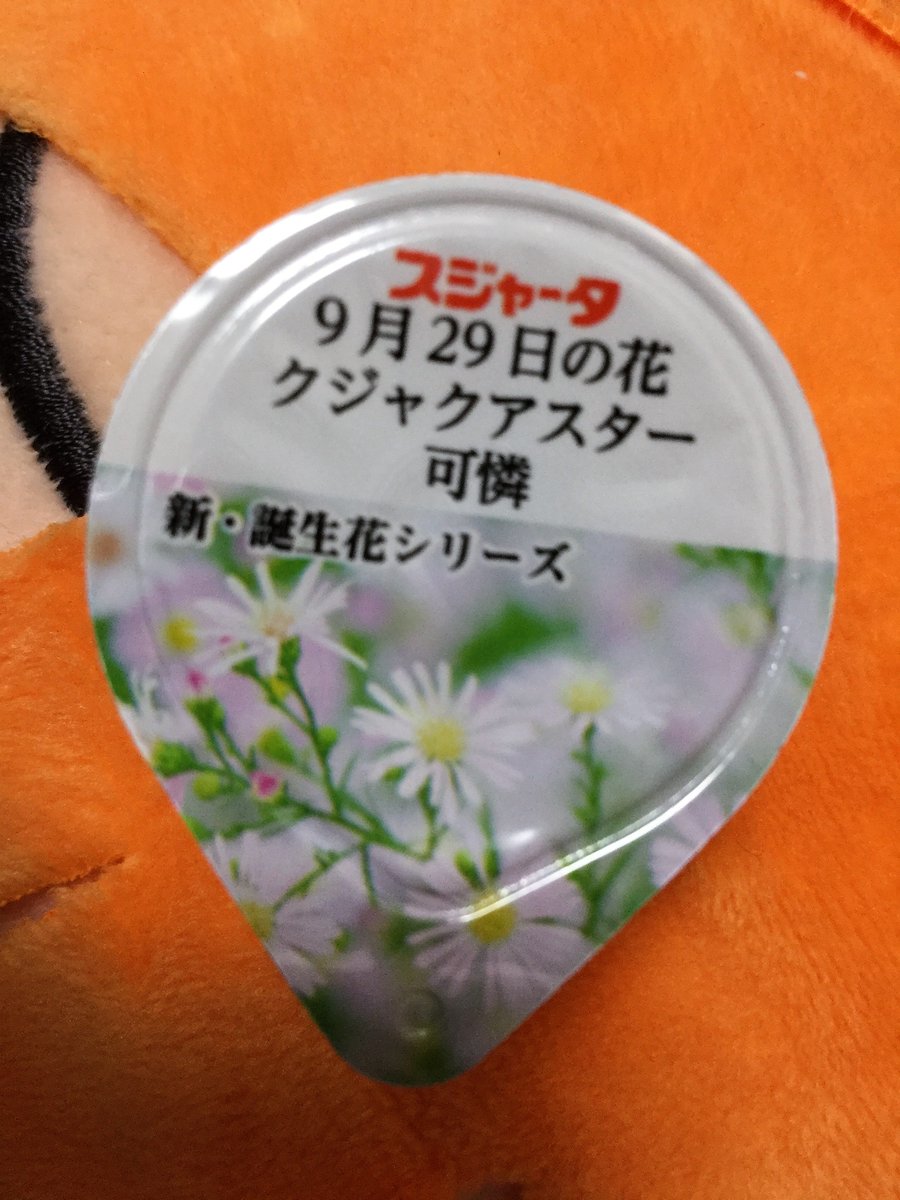 スジャータ
9月29日の花
クジャクアスター
可憐
新・誕生花シリーズ